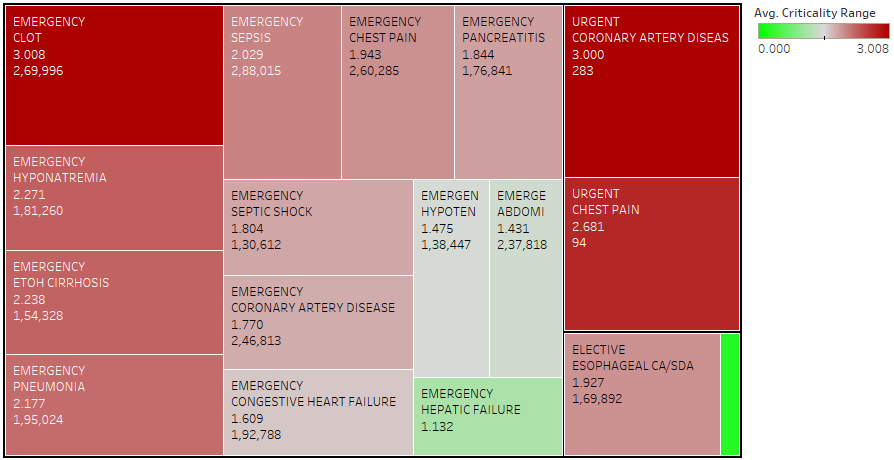 EMERGENCY
CLOT
3.008
2,69,996
EMERGENCY
HYPONATREMIA
2.271
1,81,260
EMERGENCY
ETOH CIRRHOSIS
2.238
1,54,328
EMERGENCY
PNEUMONIA
2.177
1,95,024
EMERGENCY
SEPSIS
2.029
2,88,015
EMERGENCY
CHEST PAIN
1.943
2,60,285
EMERGENCY
PANCREATITIS
1.844
1,76,841
EMERGENCY
SEPTIC SHOCK
1.804
1,30,612
EMERGENCY
CORONARY ARTERY DISEASE
1.770
2,46,813
EMERGENCY
CONGESTIVE HEART FAILURE
1.609
1,92,788
EMERGEN
HYPOTEN
1.475
1,38,447
EMERGE
ABDOMI
1.431
2,37,818
EMERGENCY
HEPATIC FAILURE
1.132
URGENT
CORONARY ARTERY DISEAS
3.000
283
URGENT
CHEST PAIN
2.681
94
ELECTIVE
ESOPHAGEAL CA/SDA
1.927
1,69,892
Avg. Criticality Range
0.000 3.008